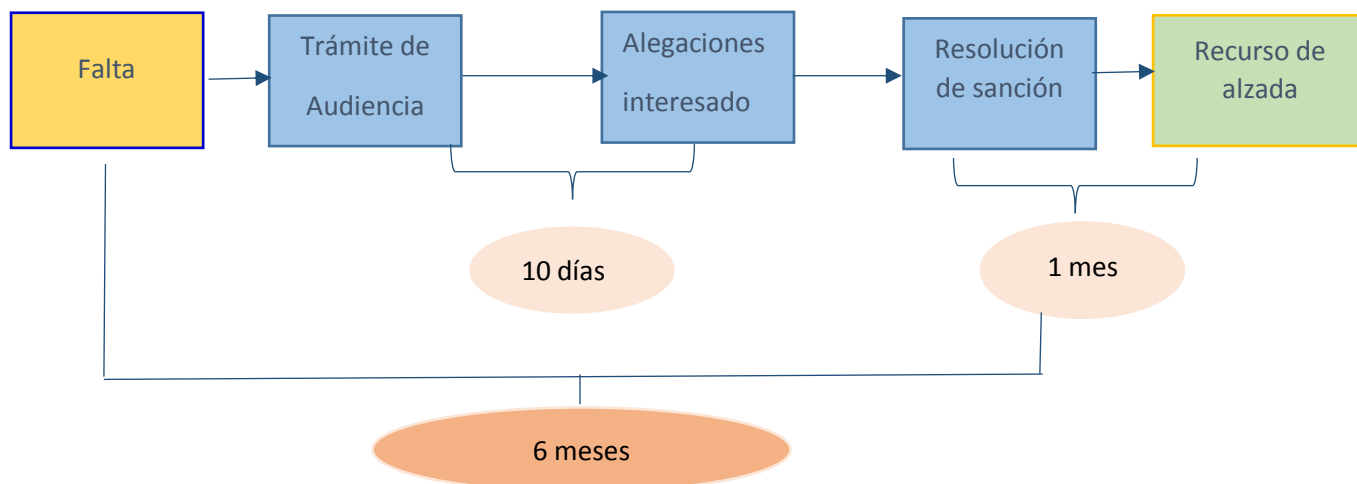 Falta
Trámite de
Audiencia
Alegaciones
interesado
Resolución
de sanción
Recurso de
alzada
10 días
1 mes
6 meses